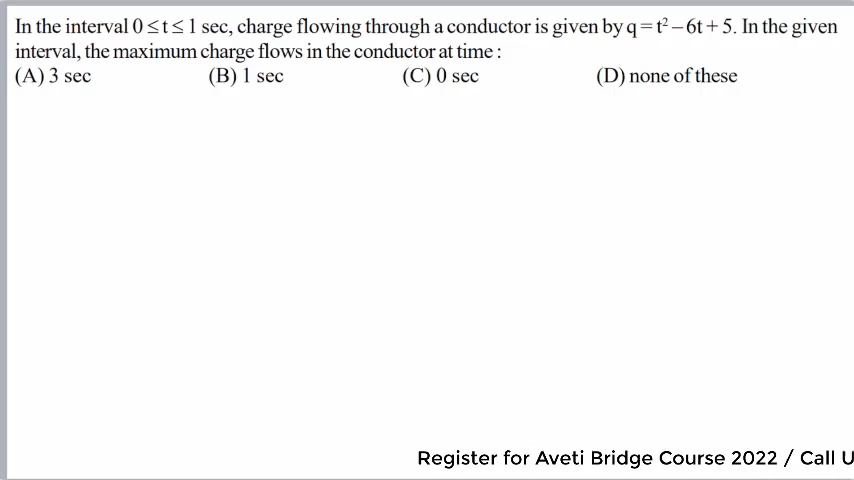 In the interval 0 ≤ t ≤ 1 sec, charge flowing through a conductor is given by q = t² – 6t + 5. In the given
interval, the maximum charge flows in the conductor at time :
(A) 3 sec (B) 1 sec (C) 0 sec (D) none of these
Register for Aveti Bridge Course 2022 / Call U